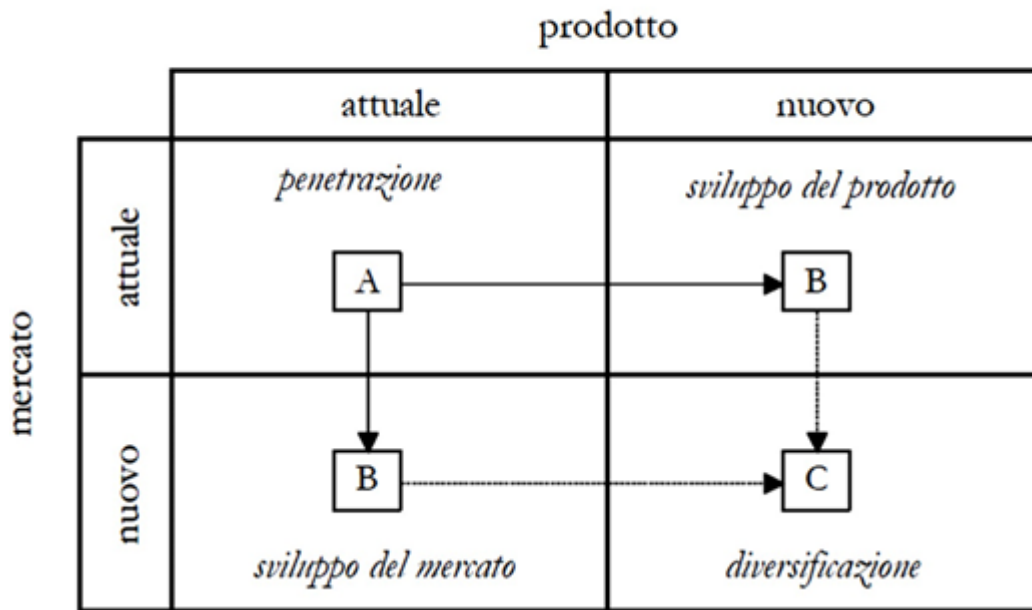 prodotto
attuale
nuovo
mercato
attuale
penetrazione
sviluppo del prodotto
A
B
nuovo
B
C
sviluppo del mercato
diversificazione